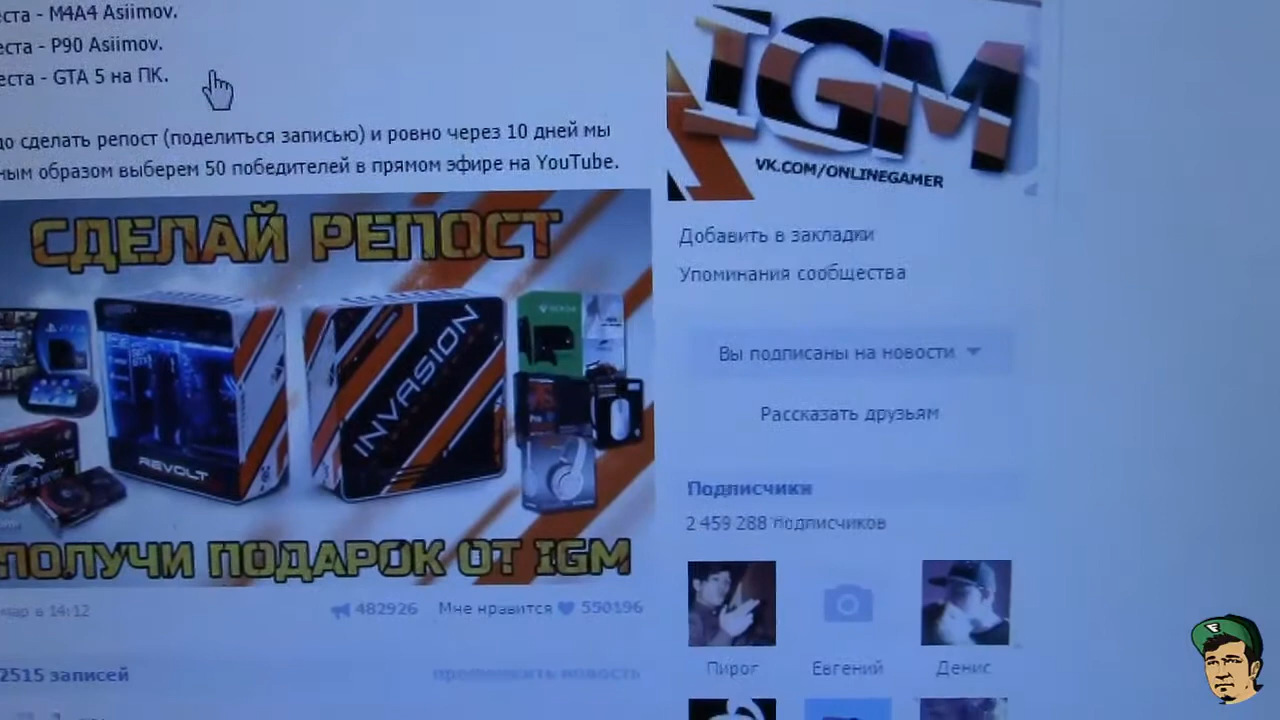 еста - M4A4 Asiimov.
еста - P90 Asiimov.
еста - GTA 5 на ПК.
до сделать репост (поделиться записью) и ровно через 10 дней мы
ным образом выберем 50 победителей в прямом эфире на YouTube.
СДЕЛАЙ РЕПОСТ
REVOLT
INVASION
ПОЛУЧИ ПОДАРОК ОТ IGM
мар в 14:12
482926 Мне нравится 550196
2515 записей
IGM
VK.COM/ONLINEGAMER
Добавить в закладки
Упоминания сообщества
Вы подписаны на новости
Рассказать друзьям
Подписчики
2 459 288 подписчиков
Пирог Евгений Денис